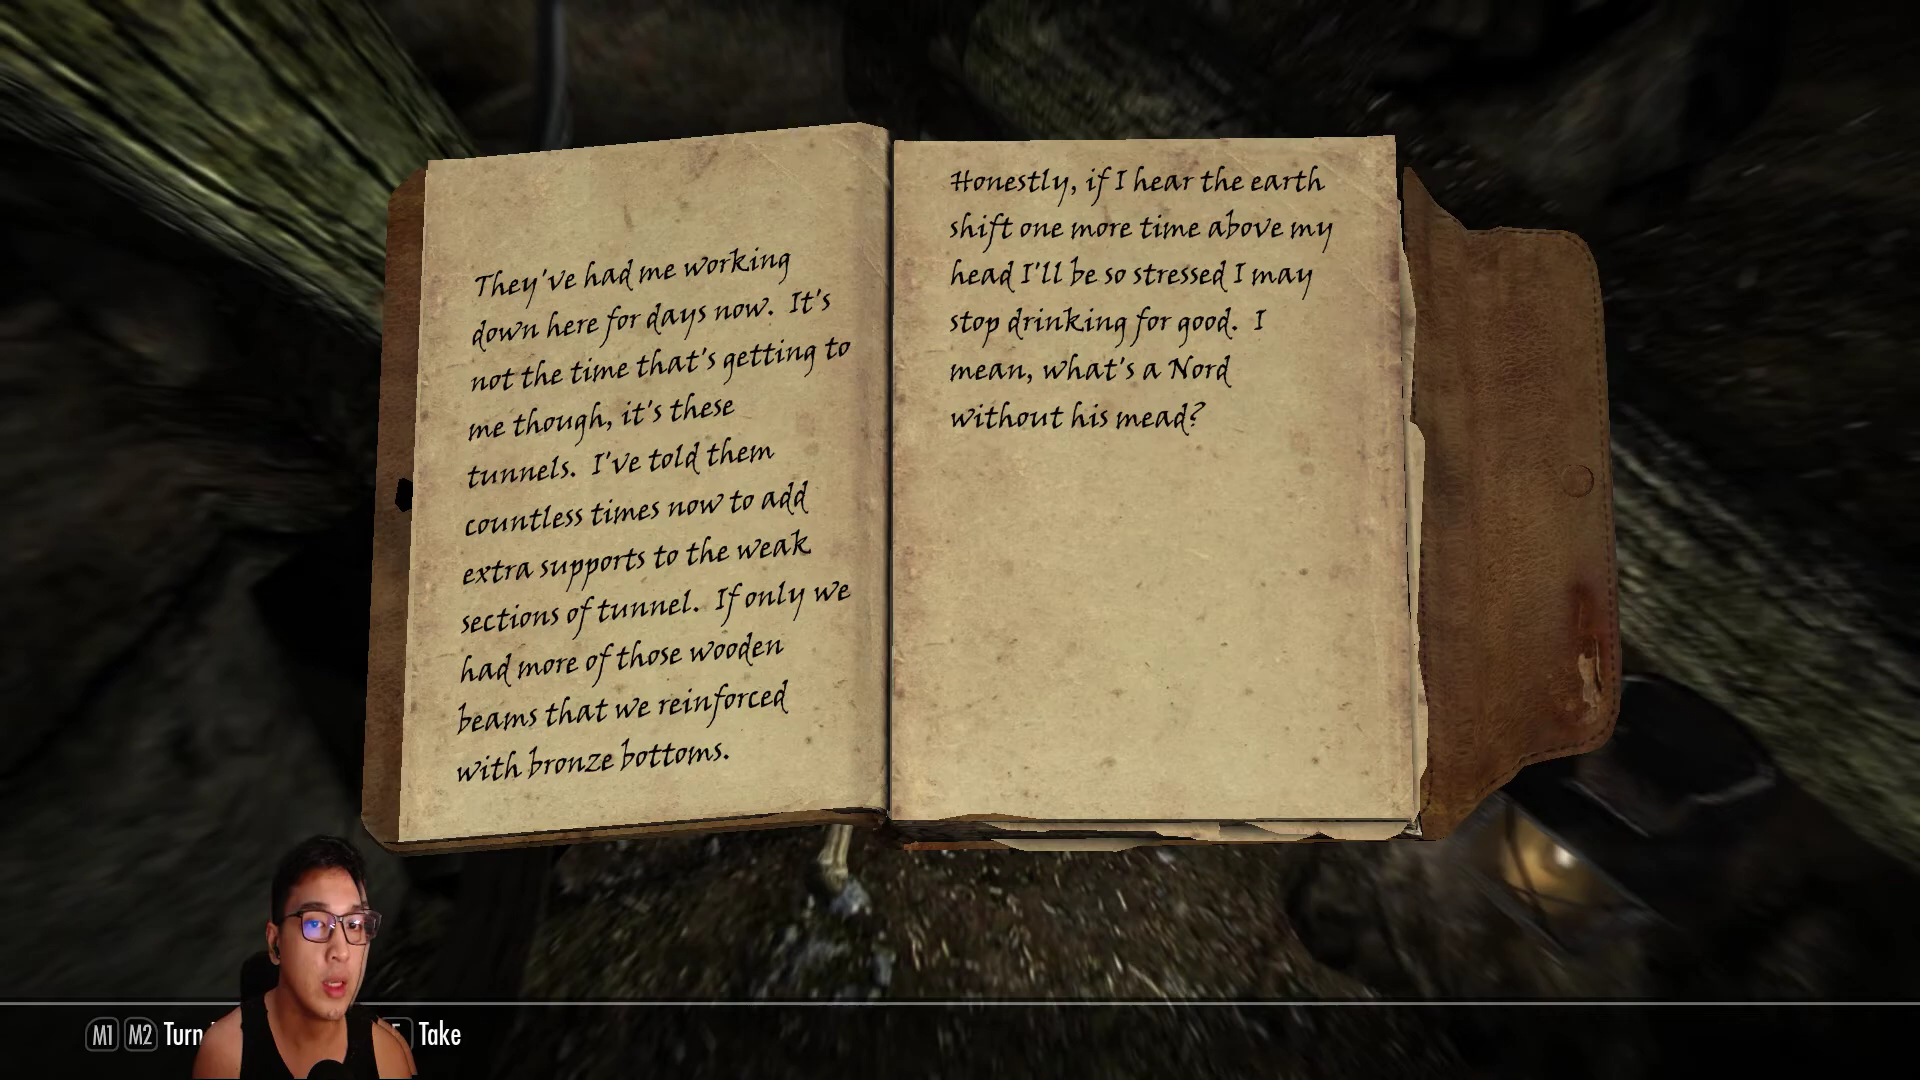 They've had me working
down here for days now. It's
not the time that's getting to
me though, it's these
tunnels. I've told them
countless times now to add
extra supports to the weak
sections of tunnel. If only we
had more of those wooden
beams that we reinforced
with bronze bottoms.
Honestly, if I hear the earth
shift one more time above my
head I'll be so stressed I may
stop drinking for good. I
mean, what's a Nord
without his mead?
M1 M2 Turn Take